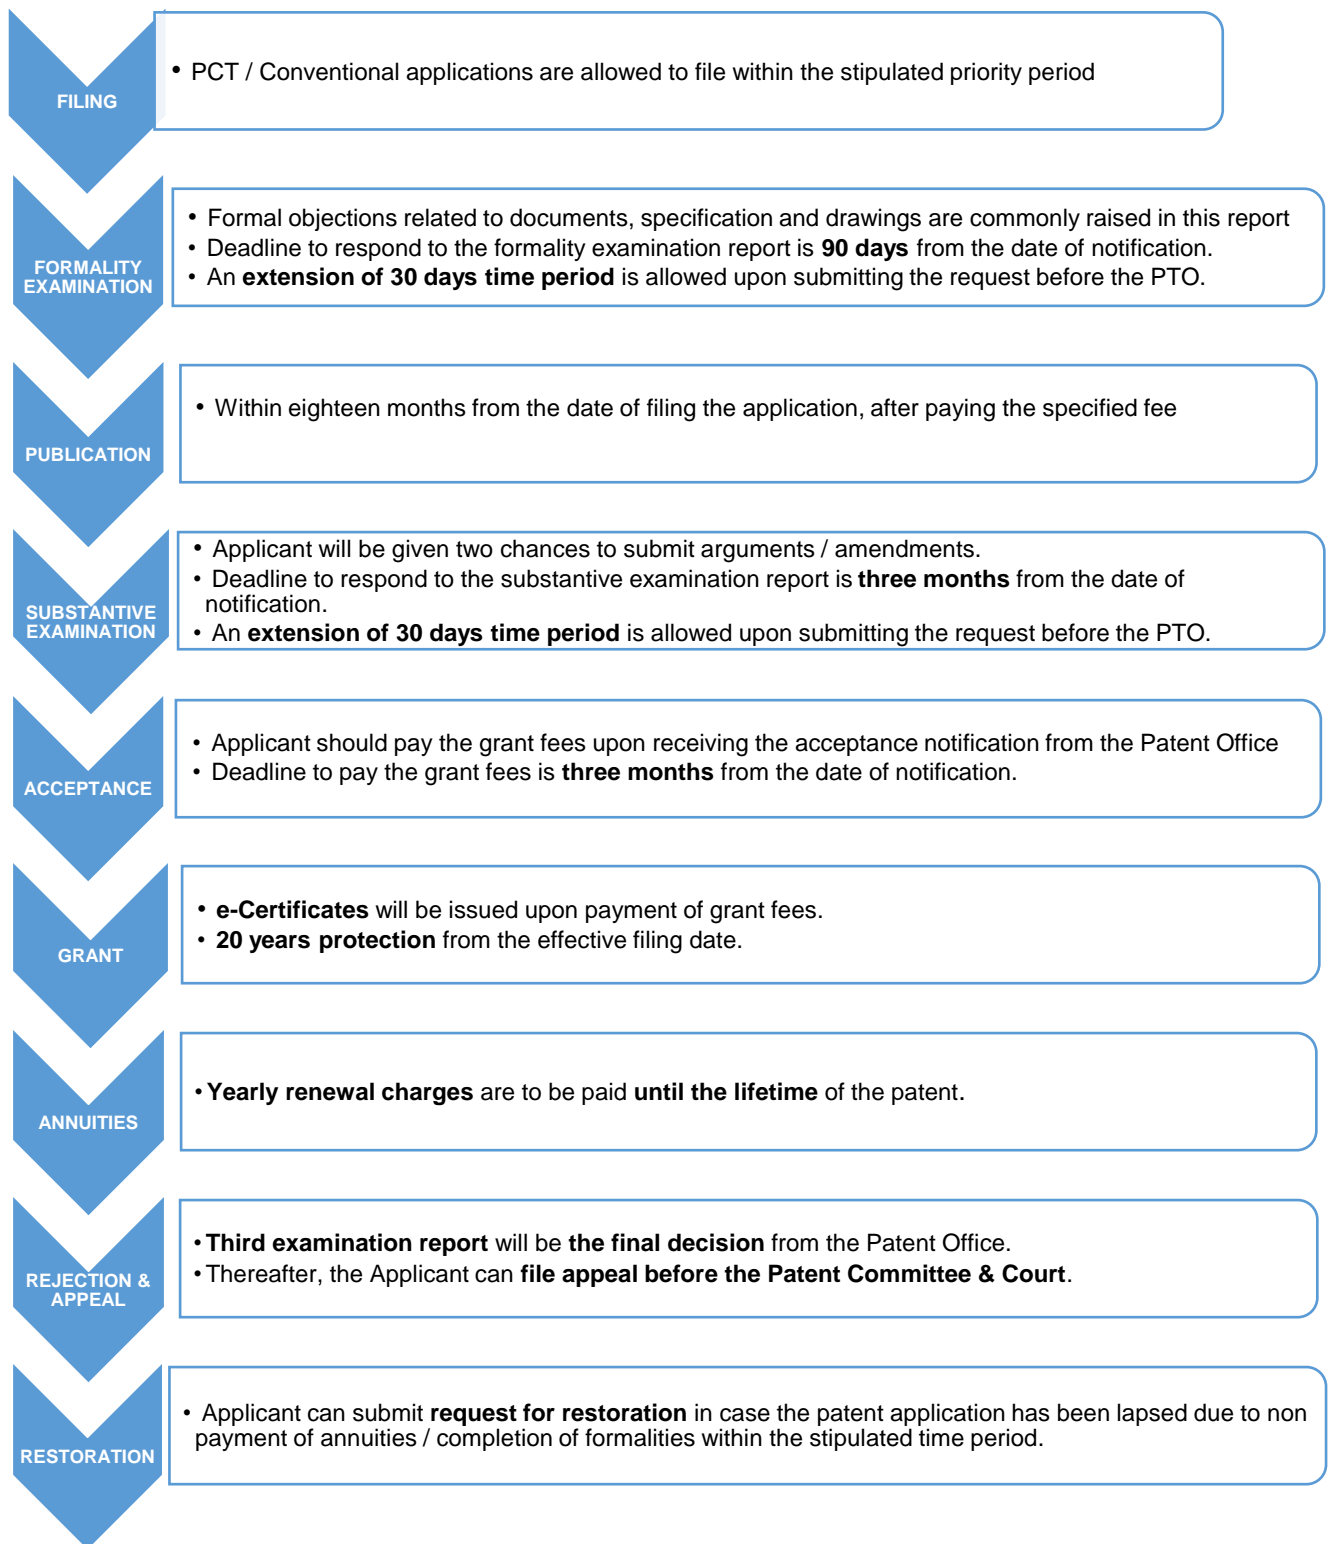 FILING
• PCT / Conventional applications are allowed to file within the stipulated priority period
FORMALITY
EXAMINATION
• Formal objections related to documents, specification and drawings are commonly raised in this report
• Deadline to respond to the formality examination report is 90 days from the date of notification.
• An extension of 30 days time period is allowed upon submitting the request before the PTO.
PUBLICATION
• Within eighteen months from the date of filing the application, after paying the specified fee
SUBSTANTIVE
EXAMINATION
• Applicant will be given two chances to submit arguments / amendments.
• Deadline to respond to the substantive examination report is three months from the date of
notification.
• An extension of 30 days time period is allowed upon submitting the request before the PTO.
ACCEPTANCE
• Applicant should pay the grant fees upon receiving the acceptance notification from the Patent Office
• Deadline to pay the grant fees is three months from the date of notification.
GRANT
• e-Certificates will be issued upon payment of grant fees.
• 20 years protection from the effective filing date.
ANNUITIES
• Yearly renewal charges are to be paid until the lifetime of the patent.
REJECTION &
APPEAL
• Third examination report will be the final decision from the Patent Office.
• Thereafter, the Applicant can file appeal before the Patent Committee & Court.
RESTORATION
• Applicant can submit request for restoration in case the patent application has been lapsed due to non
payment of annuities / completion of formalities within the stipulated time period.